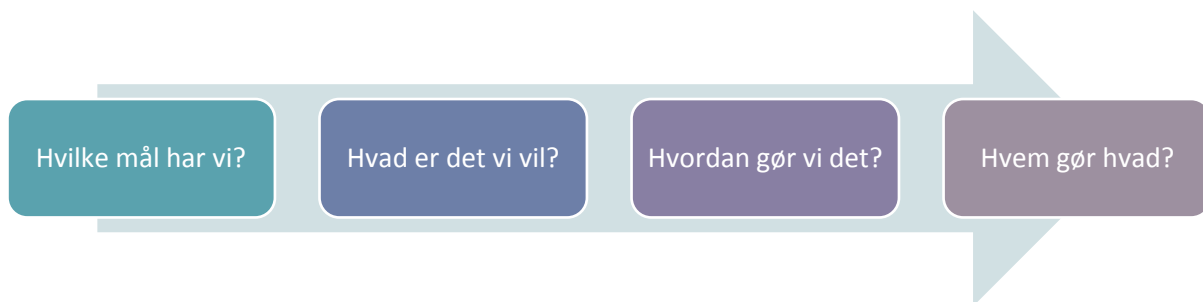 Hvilke mål har vi?
Hvad er det vi vil?
Hvordan gør vi det?
Hvem gør hvad?